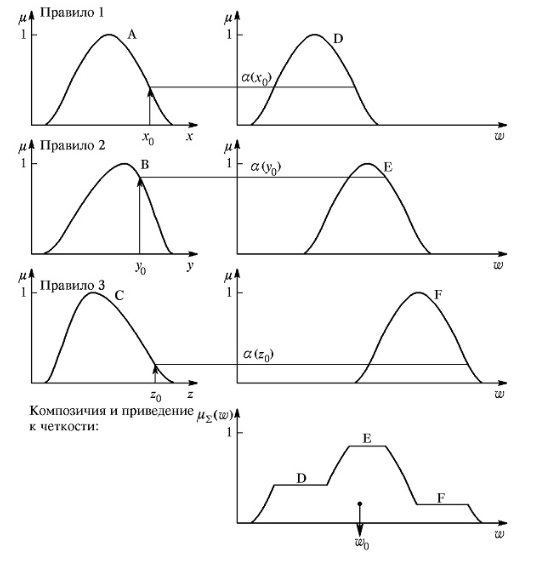 μ Правило 1
1 A
x₀ x
μ
1 D
α(x₀)
w
μ Правило 2
1 B
y₀ y
μ
1 α(y₀) E
w
μ Правило 3
1 C
z₀ z
μ
1 F
α(z₀)
w
Композичия и приведение
к четкости:
μΣ(w)
1
E
D
F
w₀
w